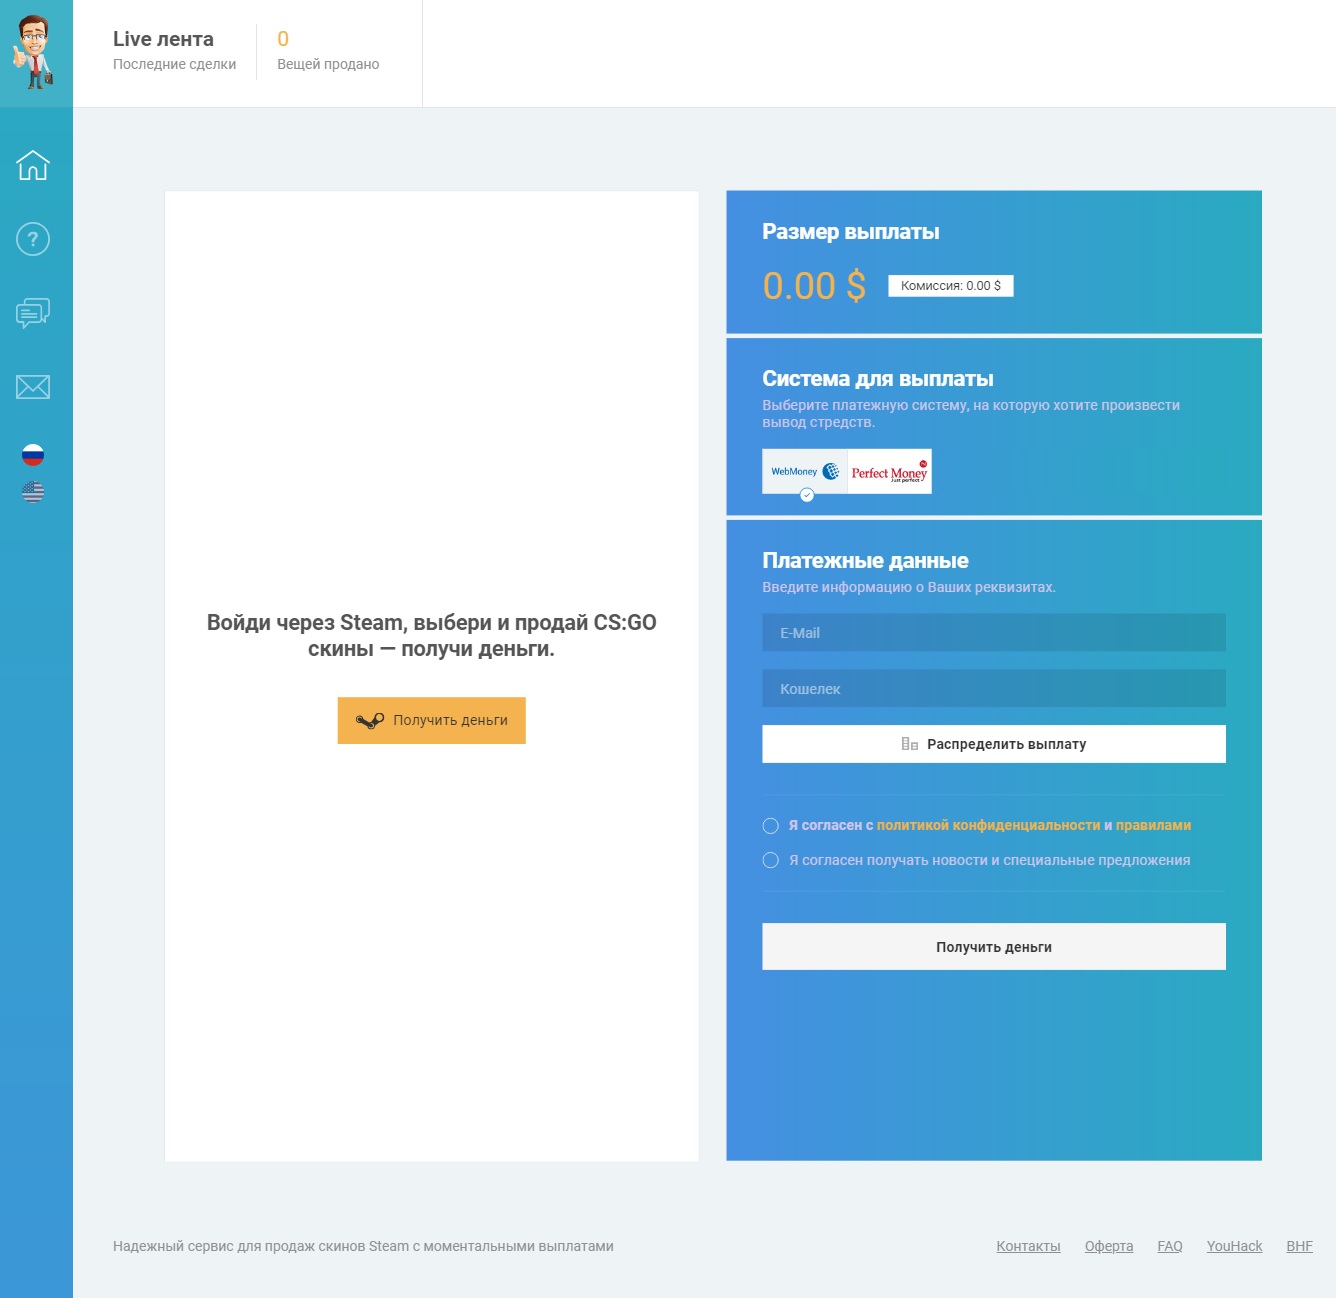 Live лента
Последние сделки
0
Вещей продано
?
Войди через Steam, выбери и продай CS:GO
скины — получи деньги.
Получить деньги
Размер выплаты
0.00 $
Комиссия: 0.00 $
Система для выплаты
Выберите платежную систему, на которую хотите произвести
вывод стредств.
WebMoney
Perfect Money
Just perfect
Платежные данные
Введите информацию о Ваших реквизитах.
E-Mail
Кошелек
Распределить выплату
Я согласен с политикой конфиденциальности и правилами
Я согласен получать новости и специальные предложения
Получить деньги
Надежный сервис для продаж скинов Steam с моментальными выплатами
Контакты Оферта FAQ YouHack BHF